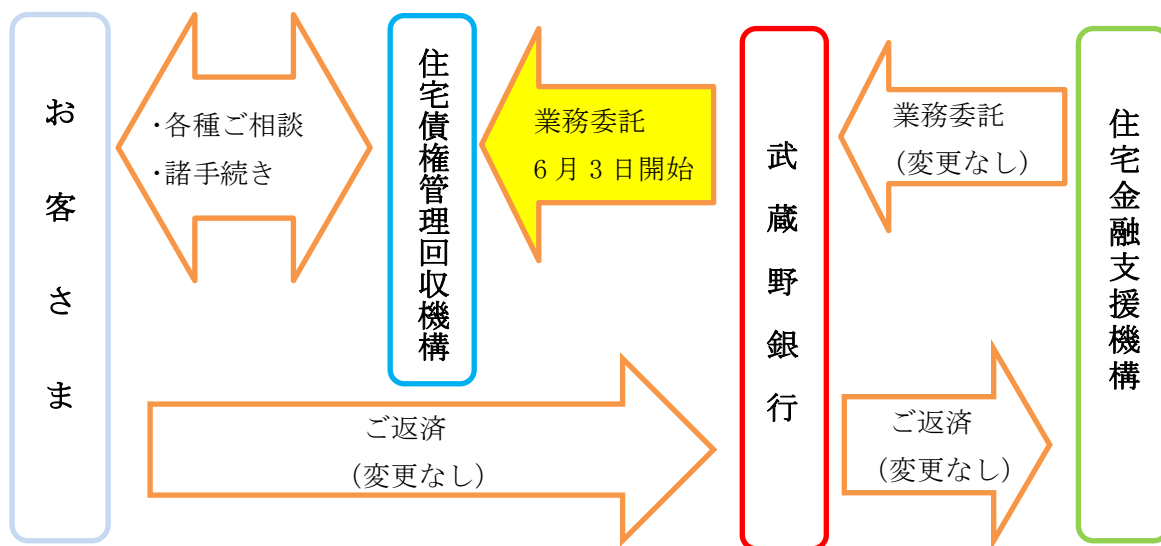 お客さま
・各種ご相談
・諸手続き
住宅債権管理回収機構
業務委託
6月3日開始
武蔵野銀行
業務委託
(変更なし)
住宅金融支援機構
ご返済
(変更なし)
ご返済
(変更なし)